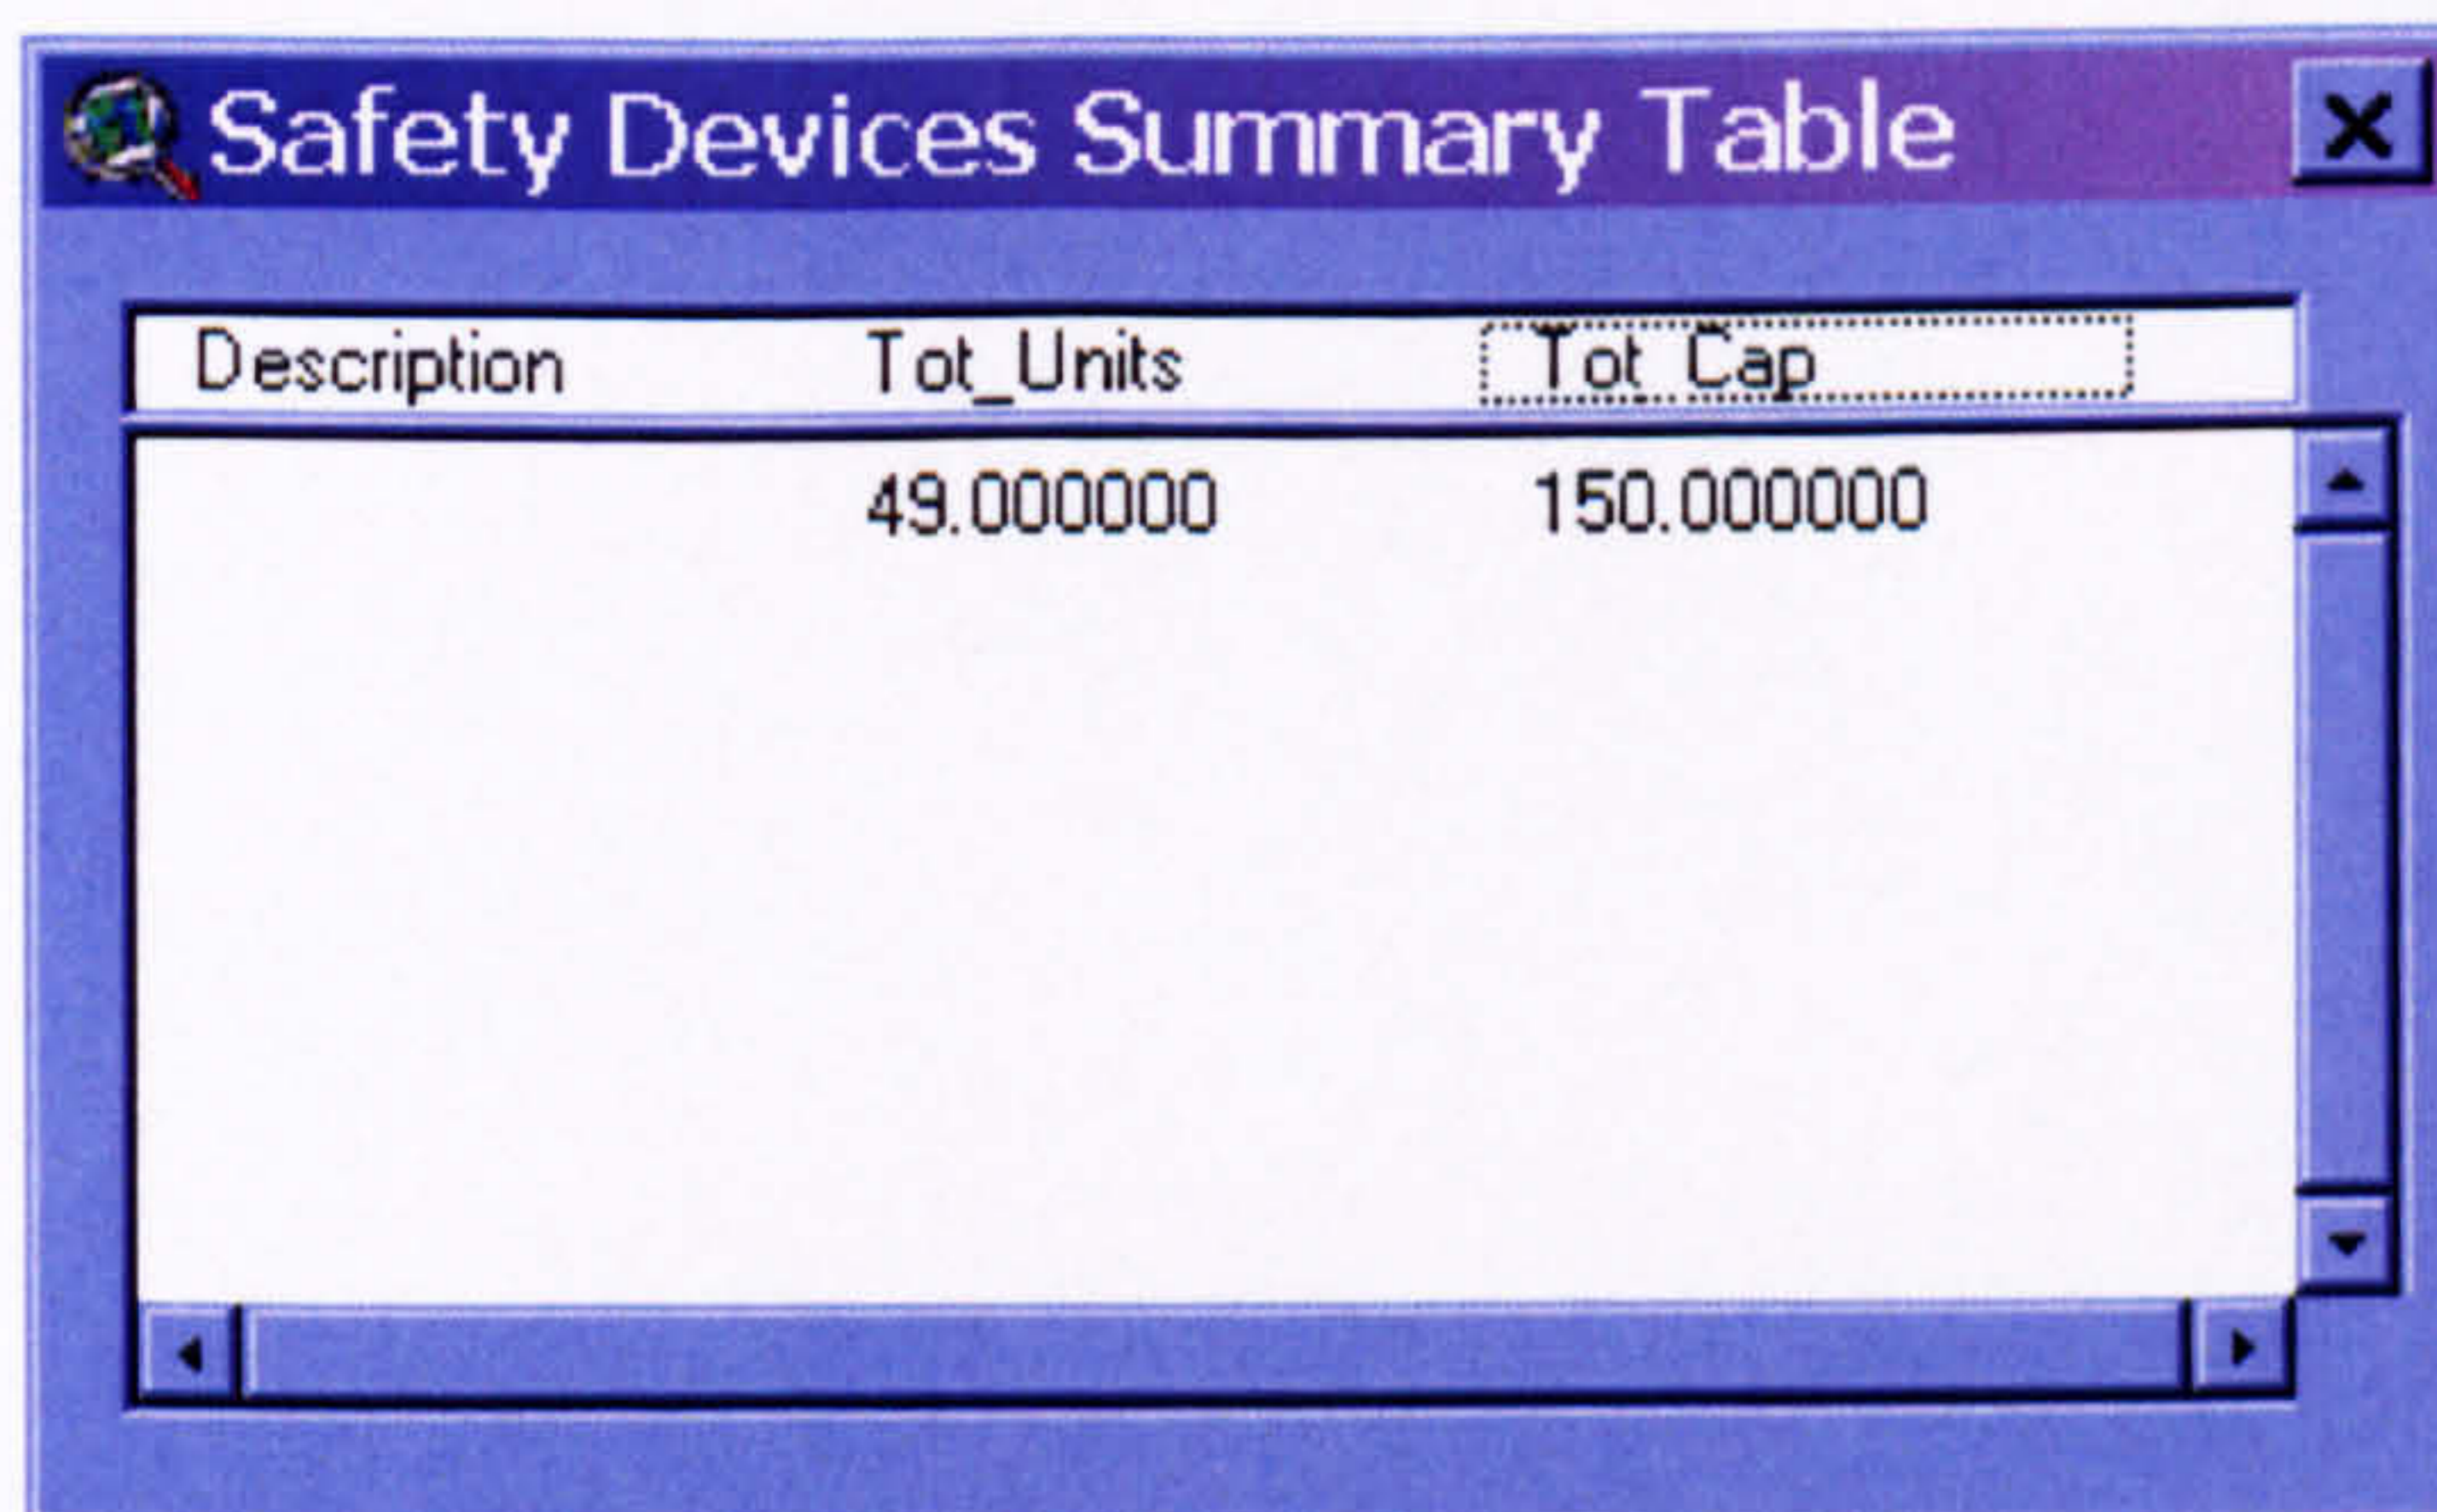 Safety Devices Summary Table
Description Tot_Units Tot_Cap
49.000000 150.000000